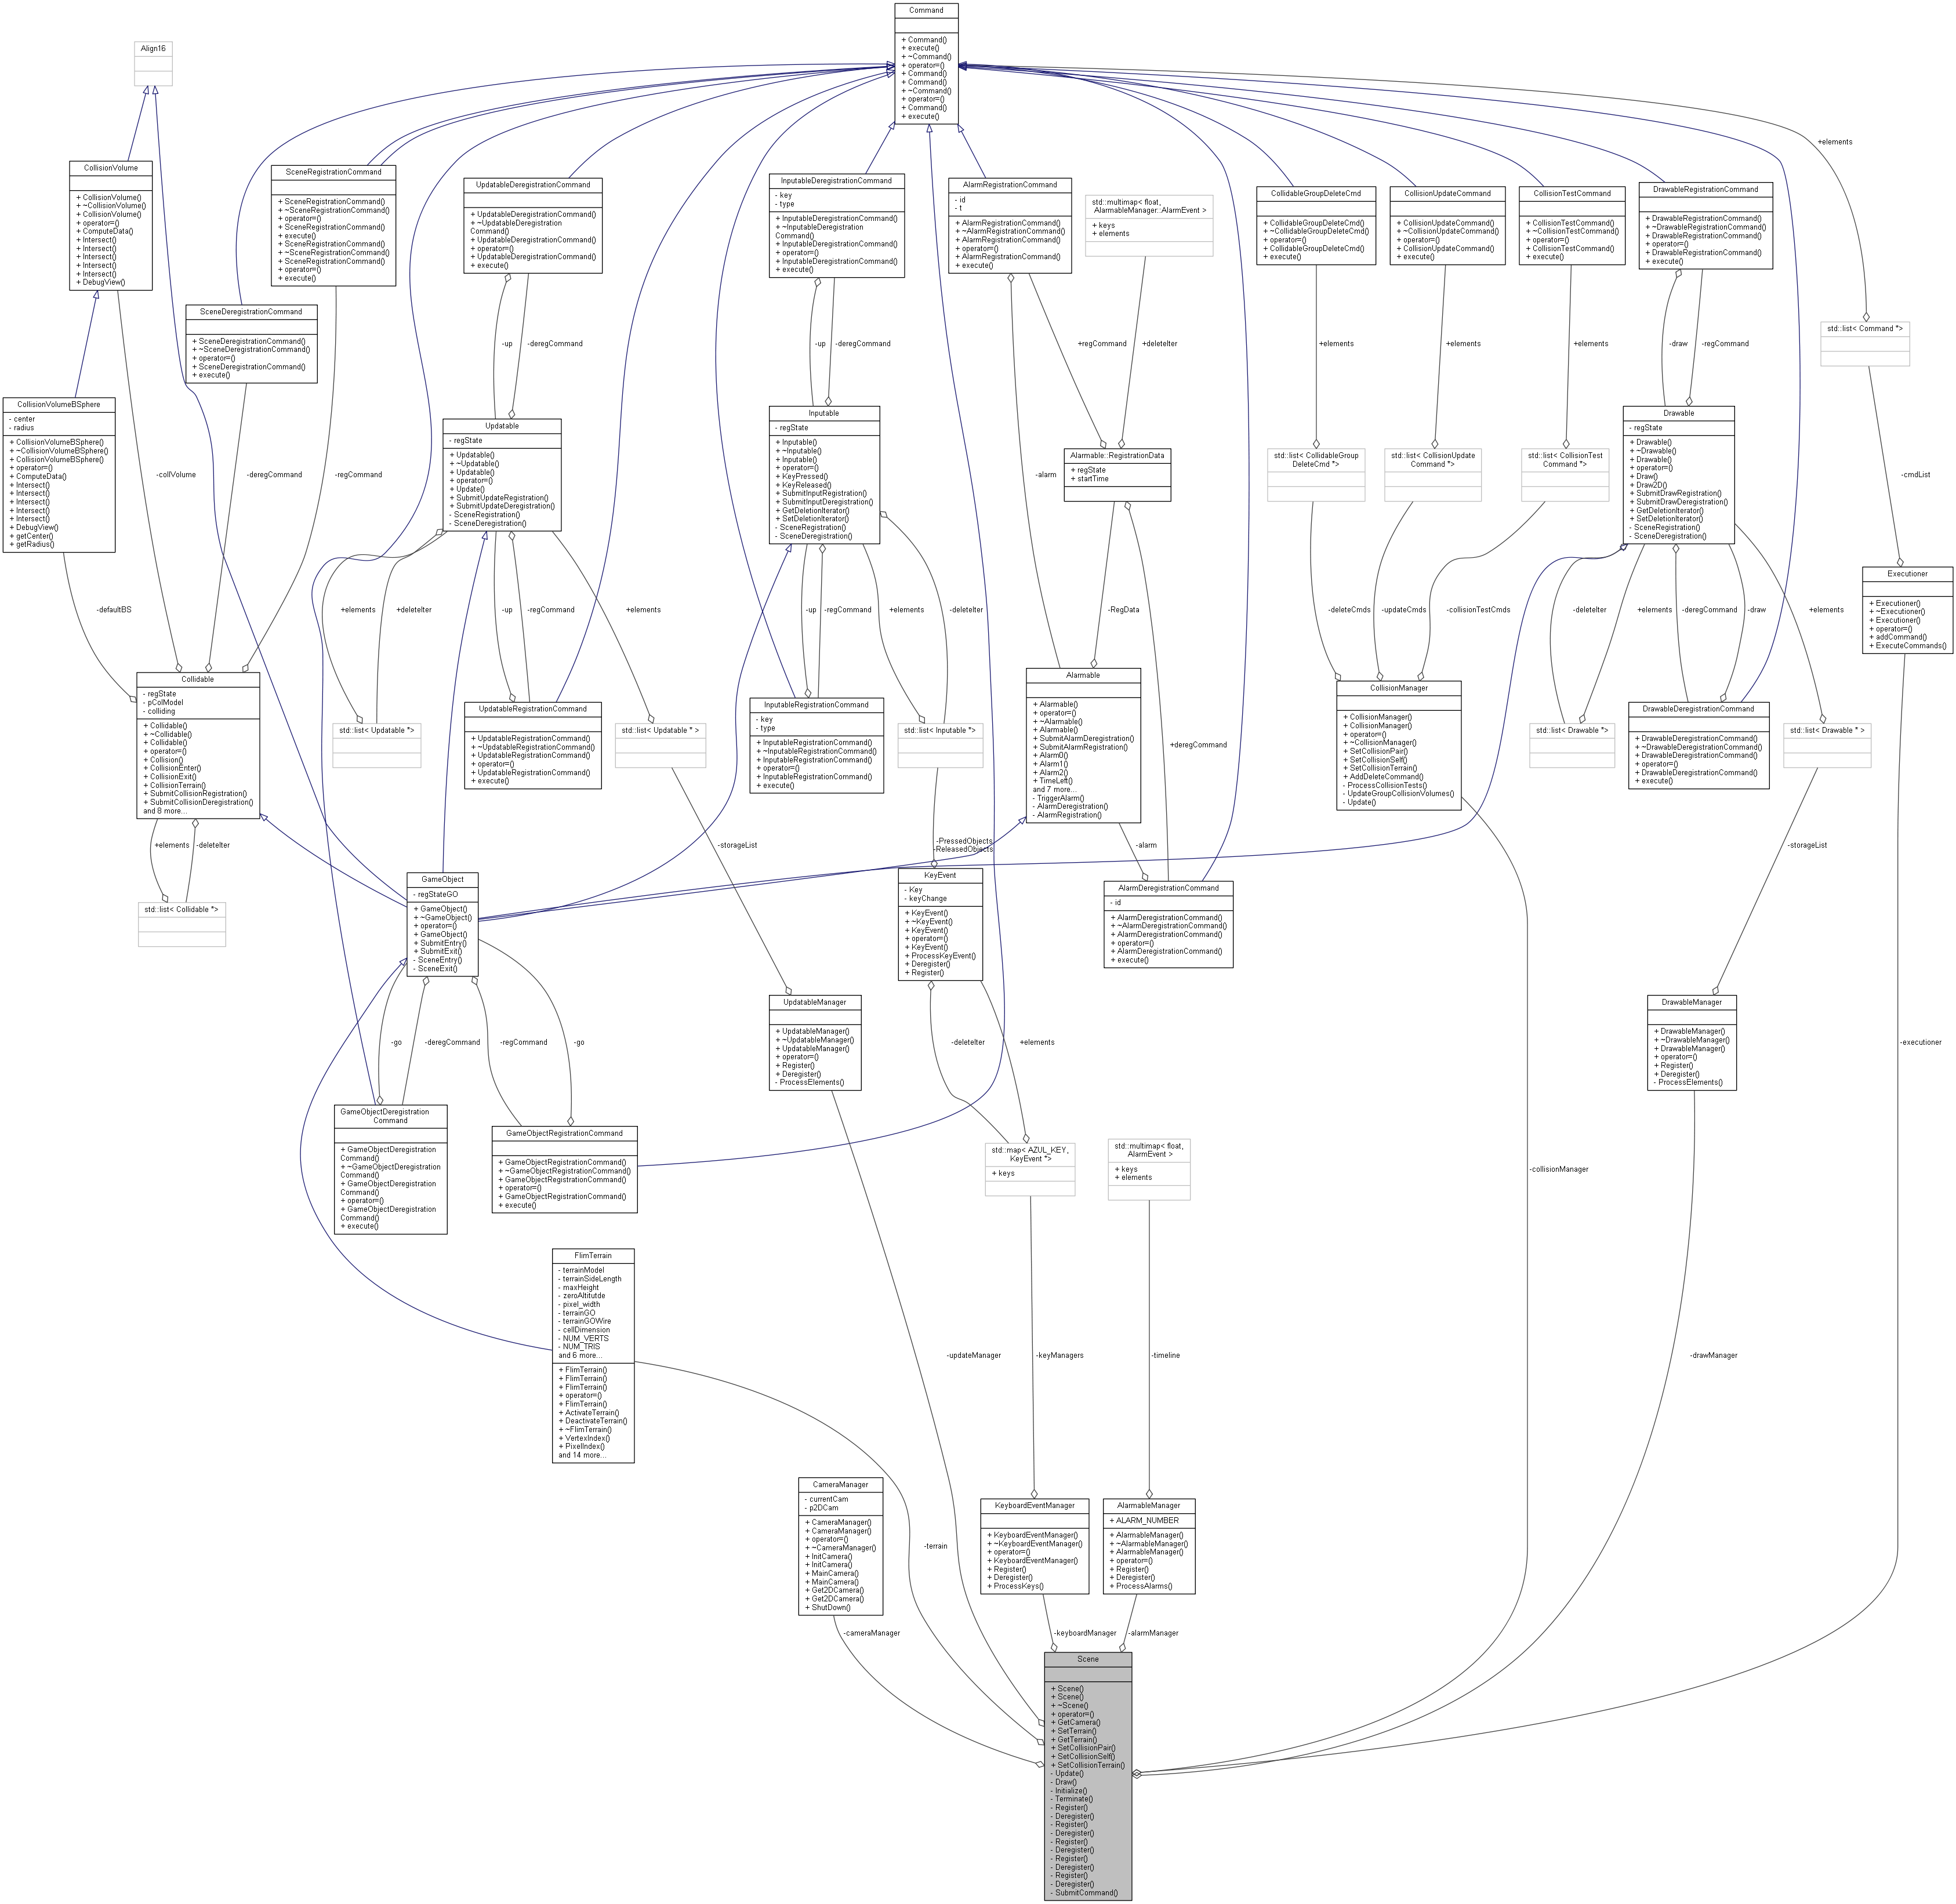 Command
+ Command()
+ execute()
+ ~Command()
+ operator=()
+ Command()
+ Command()
+ ~Command()
+ operator=()
+ Command()
+ execute()
Align16
+elements
CollisionVolume
+ CollisionVolume()
+ ~CollisionVolume()
+ CollisionVolume()
+ operator=()
+ ComputeData()
+ Intersect()
+ Intersect()
+ Intersect()
+ Intersect()
+ Intersect()
+ DebugView()
SceneRegistrationCommand
+ SceneRegistrationCommand()
+ ~SceneRegistrationCommand()
+ operator=()
+ SceneRegistrationCommand()
+ execute()
+ SceneRegistrationCommand()
+ ~SceneRegistrationCommand()
+ SceneRegistrationCommand()
+ operator=()
+ execute()
UpdatableDeregistrationCommand
+ UpdatableDeregistrationCommand()
+ ~UpdatableDeregistration
Command()
+ UpdatableDeregistrationCommand()
+ operator=()
+ UpdatableDeregistrationCommand()
+ execute()
InputableDeregistrationCommand
- key
- type
+ InputableDeregistrationCommand()
+ ~InputableDeregistration
Command()
+ InputableDeregistrationCommand()
+ operator=()
+ InputableDeregistrationCommand()
+ execute()
AlarmRegistrationCommand
- id
- t
+ AlarmRegistrationCommand()
+ ~AlarmRegistrationCommand()
+ AlarmRegistrationCommand()
+ operator=()
+ AlarmRegistrationCommand()
+ execute()
std::multimap< float,
AlarmableManager::AlarmEvent >
+ keys
+ elements
CollidableGroupDeleteCmd
+ CollidableGroupDeleteCmd()
+ ~CollidableGroupDeleteCmd()
+ operator=()
+ CollidableGroupDeleteCmd()
+ execute()
CollisionUpdateCommand
+ CollisionUpdateCommand()
+ ~CollisionUpdateCommand()
+ operator=()
+ CollisionUpdateCommand()
+ execute()
CollisionTestCommand
+ CollisionTestCommand()
+ ~CollisionTestCommand()
+ operator=()
+ CollisionTestCommand()
+ execute()
DrawableRegistrationCommand
+ DrawableRegistrationCommand()
+ ~DrawableRegistrationCommand()
+ DrawableRegistrationCommand()
+ operator=()
+ DrawableRegistrationCommand()
+ execute()
SceneDeregistrationCommand
+ SceneDeregistrationCommand()
+ ~SceneDeregistrationCommand()
+ operator=()
+ SceneDeregistrationCommand()
+ execute()
std::list< Command *>
-up
-deregCommand
-up
-deregCommand
+regCommand
+deleteIter
+elements
+elements
+elements
-draw
-regCommand
CollisionVolumeBSphere
- center
- radius
+ CollisionVolumeBSphere()
+ ~CollisionVolumeBSphere()
+ CollisionVolumeBSphere()
+ operator=()
+ ComputeData()
+ Intersect()
+ Intersect()
+ Intersect()
+ Intersect()
+ Intersect()
+ DebugView()
+ getCenter()
+ getRadius()
-collVolume
-deregCommand
-regCommand
Updatable
- regState
+ Updatable()
+ ~Updatable()
+ Updatable()
+ operator=()
+ Update()
+ SubmitUpdateRegistration()
+ SubmitUpdateDeregistration()
- SceneRegistration()
- SceneDeregistration()
Inputable
- regState
+ Inputable()
+ ~Inputable()
+ Inputable()
+ operator=()
+ KeyPressed()
+ KeyReleased()
+ SubmitInputRegistration()
+ SubmitInputDeregistration()
+ GetDeletionIterator()
+ SetDeletionIterator()
- SceneRegistration()
- SceneDeregistration()
-alarm
Alarmable::RegistrationData
+ regState
+ startTime
std::list< CollidableGroup
DeleteCmd *>
std::list< CollisionUpdate
Command *>
std::list< CollisionTest
Command *>
Drawable
- regState
+ Drawable()
+ ~Drawable()
+ Drawable()
+ operator=()
+ Draw()
+ Draw2D()
+ SubmitDrawRegistration()
+ SubmitDrawDeregistration()
+ GetDeletionIterator()
+ SetDeletionIterator()
- SceneRegistration()
- SceneDeregistration()
-cmdList
Executioner
+ Executioner()
+ ~Executioner()
+ Executioner()
+ operator=()
+ addCommand()
+ ExecuteCommands()
-defaultBS
+elements
+deleteIter
-up
-regCommand
+elements
-up
-regCommand
+elements
-deleteIter
-RegData
-deleteCmds
-updateCmds
-collisionTestCmds
-deleteIter
+elements
-deregCommand
-draw
+elements
Collidable
- regState
- pColModel
- colliding
+ Collidable()
+ ~Collidable()
+ Collidable()
+ operator=()
+ Collision()
+ CollisionEnter()
+ CollisionExit()
+ CollisionTerrain()
+ SubmitCollisionRegistration()
+ SubmitCollisionDeregistration()
and 8 more...
std::list< Updatable *>
UpdatableRegistrationCommand
+ UpdatableRegistrationCommand()
+ ~UpdatableRegistrationCommand()
+ UpdatableRegistrationCommand()
+ operator=()
+ UpdatableRegistrationCommand()
+ execute()
std::list< Updatable * >
InputableRegistrationCommand
- key
- type
+ InputableRegistrationCommand()
+ ~InputableRegistrationCommand()
+ InputableRegistrationCommand()
+ operator=()
+ InputableRegistrationCommand()
+ execute()
std::list< Inputable *>
Alarmable
+ Alarmable()
+ operator=()
+ ~Alarmable()
+ Alarmable()
+ SubmitAlarmDeregistration()
+ SubmitAlarmRegistration()
+ Alarm0()
+ Alarm1()
+ Alarm2()
+ TimeLeft()
and 7 more...
- TriggerAlarm()
- AlarmDeregistration()
- AlarmRegistration()
+deregCommand
CollisionManager
+ CollisionManager()
+ CollisionManager()
+ operator=()
+ ~CollisionManager()
+ SetCollisionPair()
+ SetCollisionSelf()
+ SetCollisionTerrain()
+ AddDeleteCommand()
- ProcessCollisionTests()
- UpdateGroupCollisionVolumes()
- Update()
std::list< Drawable *>
DrawableDeregistrationCommand
+ DrawableDeregistrationCommand()
+ ~DrawableDeregistrationCommand()
+ DrawableDeregistrationCommand()
+ operator=()
+ DrawableDeregistrationCommand()
+ execute()
std::list< Drawable * >
+elements
-deleteIter
-storageList
-PressedObjects
-ReleasedObjects
-alarm
-storageList
std::list< Collidable *>
GameObject
- regStateGO
+ GameObject()
+ ~GameObject()
+ operator=()
+ GameObject()
+ SubmitEntry()
+ SubmitExit()
- SceneEntry()
- SceneExit()
KeyEvent
- Key
- keyChange
+ KeyEvent()
+ ~KeyEvent()
+ KeyEvent()
+ operator=()
+ KeyEvent()
+ ProcessKeyEvent()
+ Deregister()
+ Register()
AlarmDeregistrationCommand
- id
+ AlarmDeregistrationCommand()
+ ~AlarmDeregistrationCommand()
+ AlarmDeregistrationCommand()
+ operator=()
+ AlarmDeregistrationCommand()
+ execute()
-go
-deregCommand
-regCommand
-go
UpdatableManager
+ UpdatableManager()
+ ~UpdatableManager()
+ UpdatableManager()
+ operator=()
+ Register()
+ Deregister()
- ProcessElements()
-deleteIter
+elements
DrawableManager
+ DrawableManager()
+ ~DrawableManager()
+ DrawableManager()
+ operator=()
+ Register()
+ Deregister()
- ProcessElements()
-executioner
GameObjectDeregistration
Command
+ GameObjectDeregistration
Command()
+ ~GameObjectDeregistration
Command()
+ GameObjectDeregistration
Command()
+ operator=()
+ GameObjectDeregistration
Command()
+ execute()
GameObjectRegistrationCommand
+ GameObjectRegistrationCommand()
+ ~GameObjectRegistrationCommand()
+ GameObjectRegistrationCommand()
+ operator=()
+ GameObjectRegistrationCommand()
+ execute()
std::map< AZUL_KEY,
KeyEvent *>
+ keys
std::multimap< float,
AlarmEvent >
+ keys
+ elements
-collisionManager
FlimTerrain
- terrainModel
- terrainSideLength
- maxHeight
- zeroAltitutde
- pixel_width
- terrainGO
- terrainGOWire
- cellDimension
- NUM_VERTS
- NUM_TRIS
and 6 more...
+ FlimTerrain()
+ FlimTerrain()
+ FlimTerrain()
+ operator=()
+ FlimTerrain()
+ ActivateTerrain()
+ DeactivateTerrain()
+ ~FlimTerrain()
+ VertexIndex()
+ PixelIndex()
and 14 more...
-updateManager
-keyManagers
-timeline
-drawManager
CameraManager
- currentCam
- p2DCam
+ CameraManager()
+ CameraManager()
+ operator=()
+ ~CameraManager()
+ InitCamera()
+ InitCamera()
+ MainCamera()
+ MainCamera()
+ Get2DCamera()
+ Get2DCamera()
+ ShutDown()
-terrain
KeyboardEventManager
+ KeyboardEventManager()
+ ~KeyboardEventManager()
+ operator=()
+ KeyboardEventManager()
+ Register()
+ Deregister()
+ ProcessKeys()
AlarmableManager
+ ALARM_NUMBER
+ AlarmableManager()
+ ~AlarmableManager()
+ AlarmableManager()
+ operator=()
+ Register()
+ Deregister()
+ ProcessAlarms()
-cameraManager
-keyboardManager
-alarmManager
Scene
+ Scene()
+ Scene()
+ ~Scene()
+ operator=()
+ GetCamera()
+ SetTerrain()
+ GetTerrain()
+ SetCollisionPair()
+ SetCollisionSelf()
+ SetCollisionTerrain()
- Update()
- Draw()
- Initialize()
- Terminate()
- Register()
- Deregister()
- Register()
- Deregister()
- Register()
- Deregister()
- Register()
- Deregister()
- Register()
- Deregister()
- SubmitCommand()